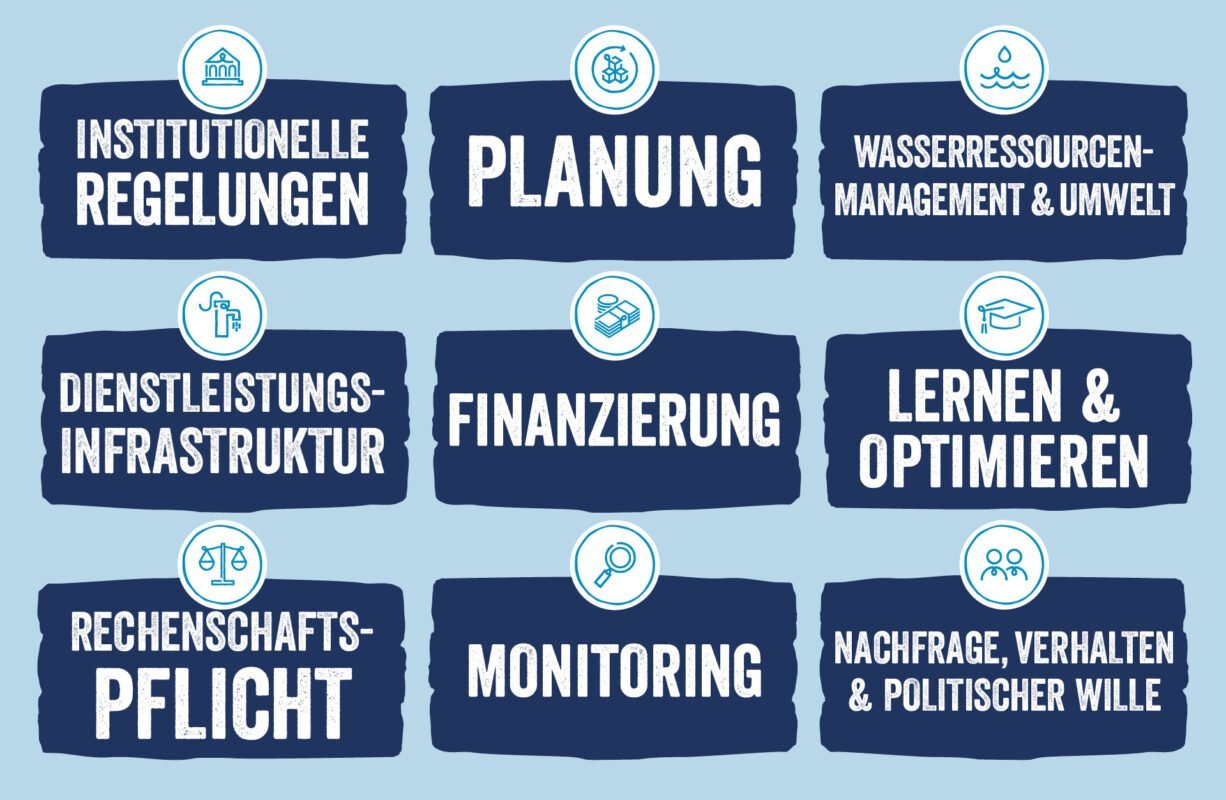 INSTITUTIONELLE
REGELUNGEN
PLANUNG
WASSERRESSOURCEN-
MANAGEMENT & UMWELT
DIENSTLEISTUNGS-
INFRASTRUKTUR
FINANZIERUNG
LERNEN &
OPTIMIEREN
RECHENSCHAFTS-
PFLICHT
MONITORING
NACHFRAGE, VERHALTEN
& POLITISCHER WILLE